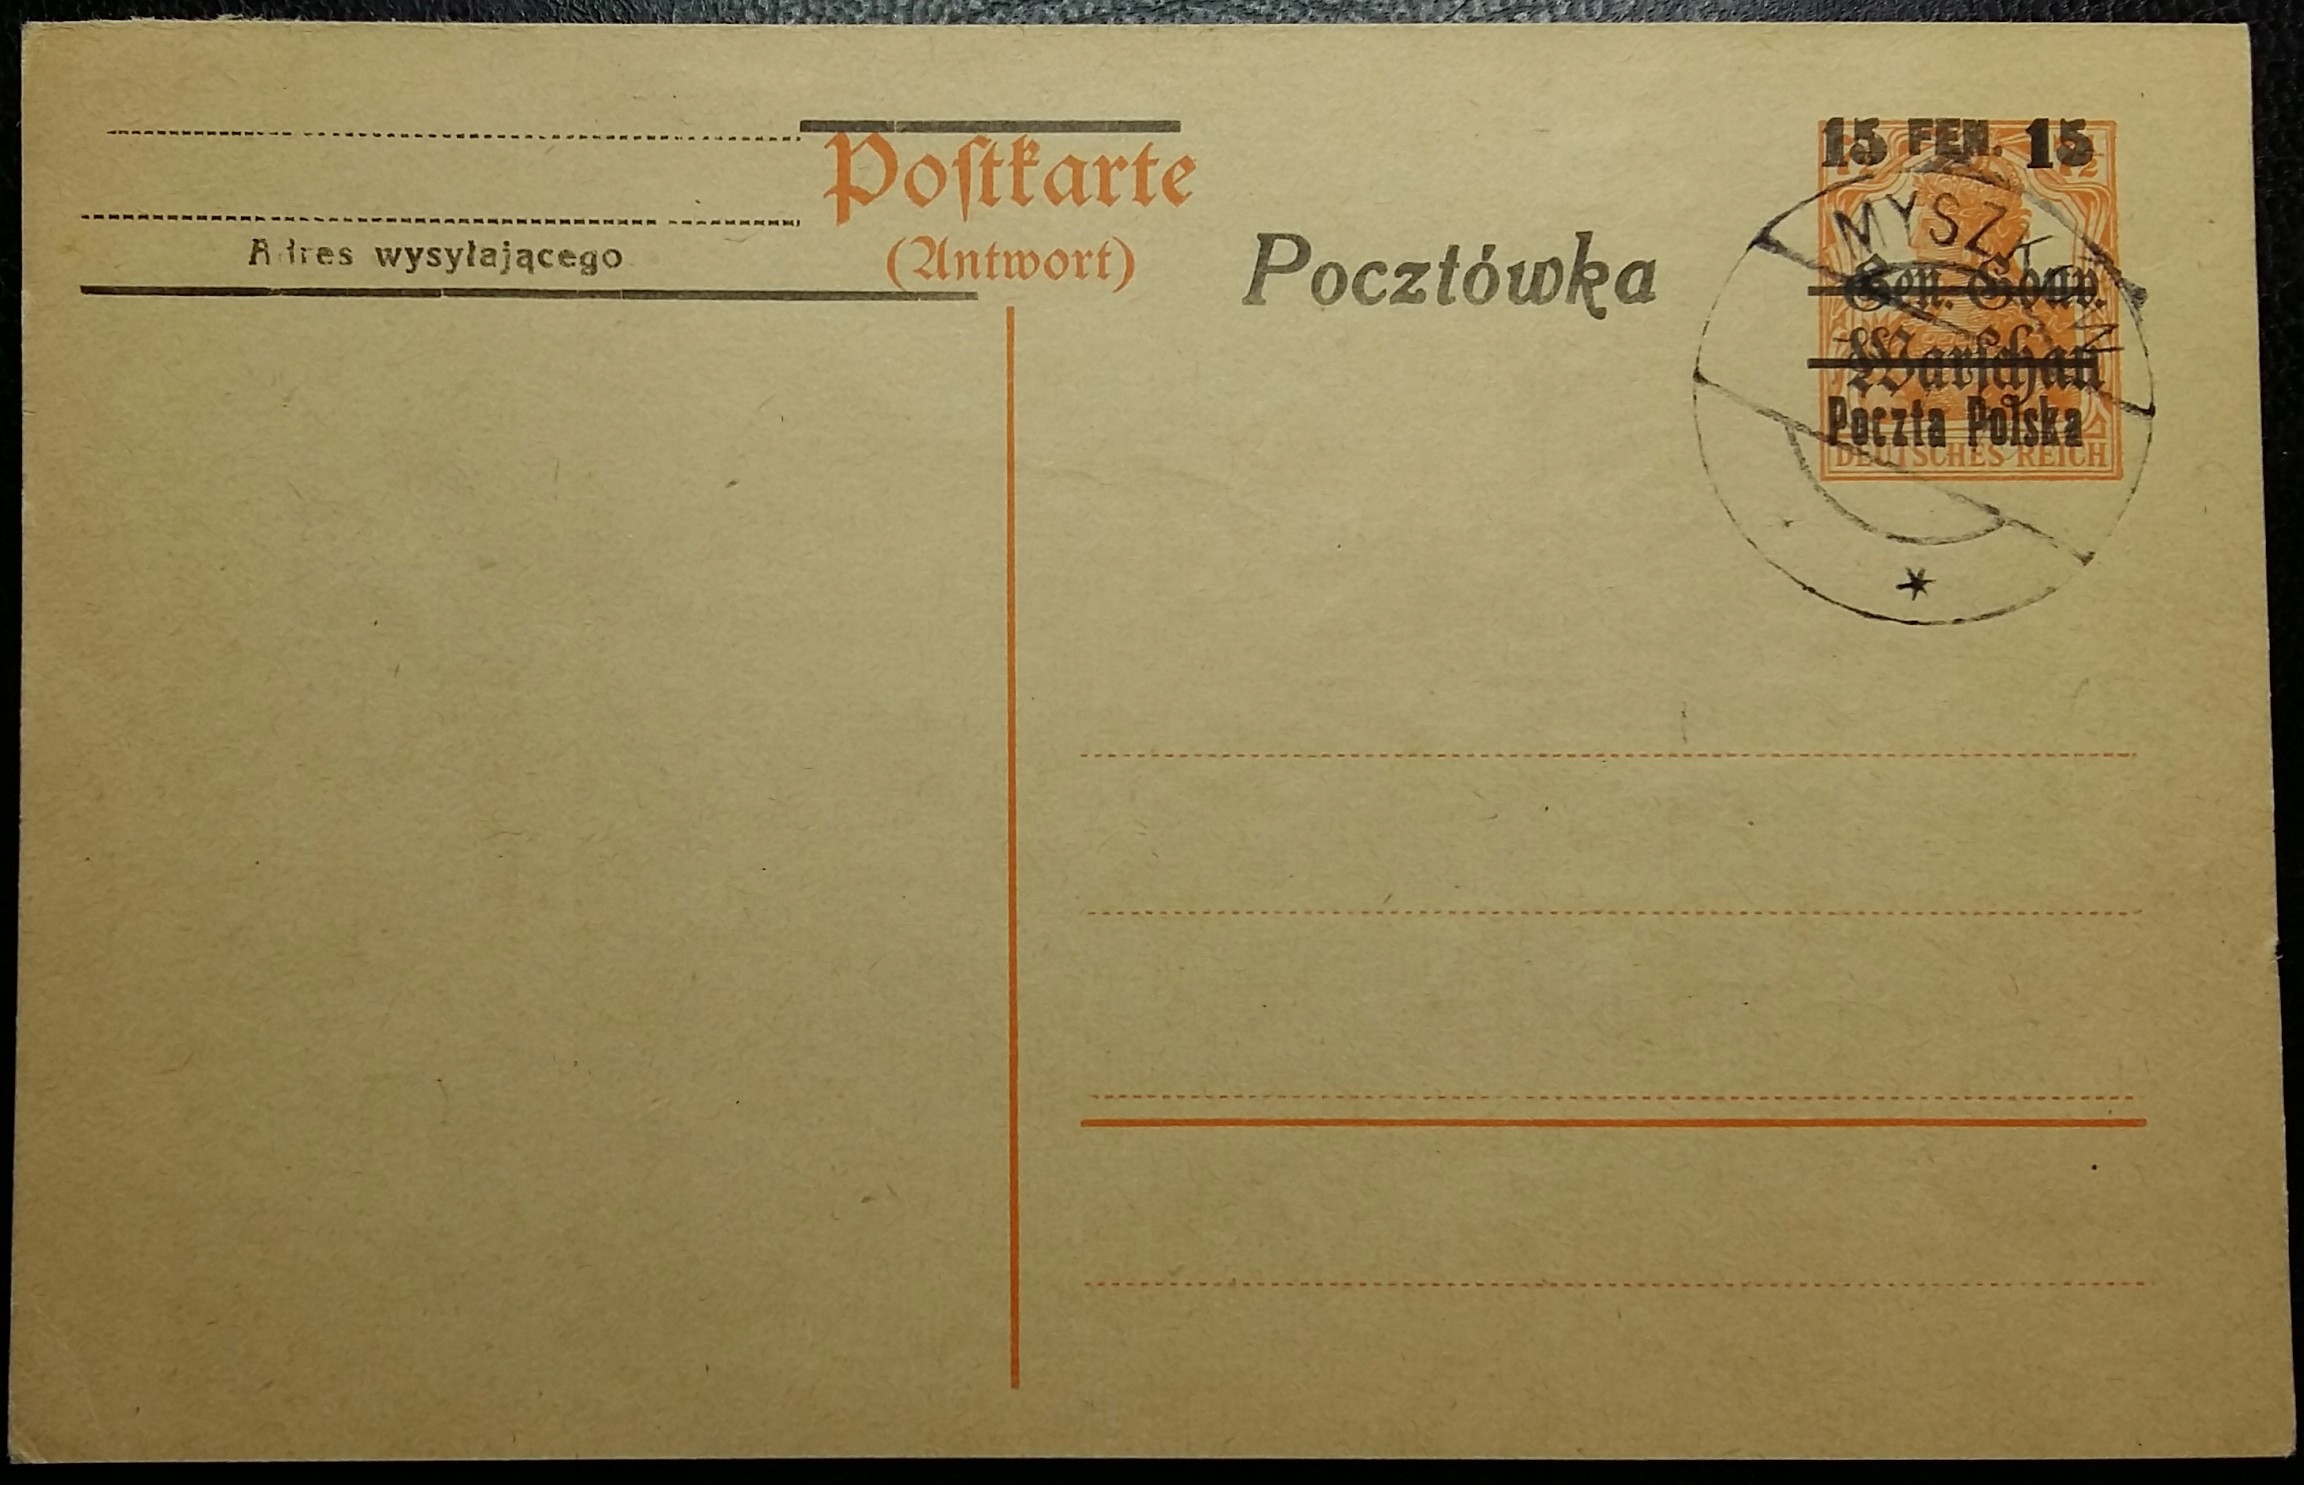 Postkarte
(Antwort)
Adres wysyłającego
Pocztówka
15 FEN. 15
Gen.-Gouv.
Warschau
Poczta Polska
DEUTSCHES REICH